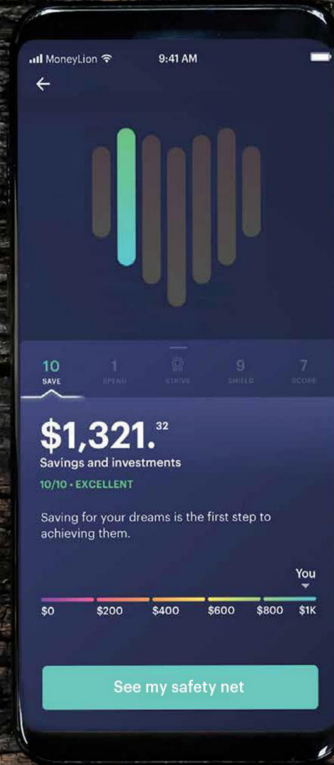 MoneyLion
9:41 AM
10 1 9 7
SAVE SPEND STRIVE SHIELD SCORE
$1,321.32
Savings and investments
10/10 • EXCELLENT
Saving for your dreams is the first step to
achieving them.
You
$0 $200 $400 $600 $800 $1K
See my safety net